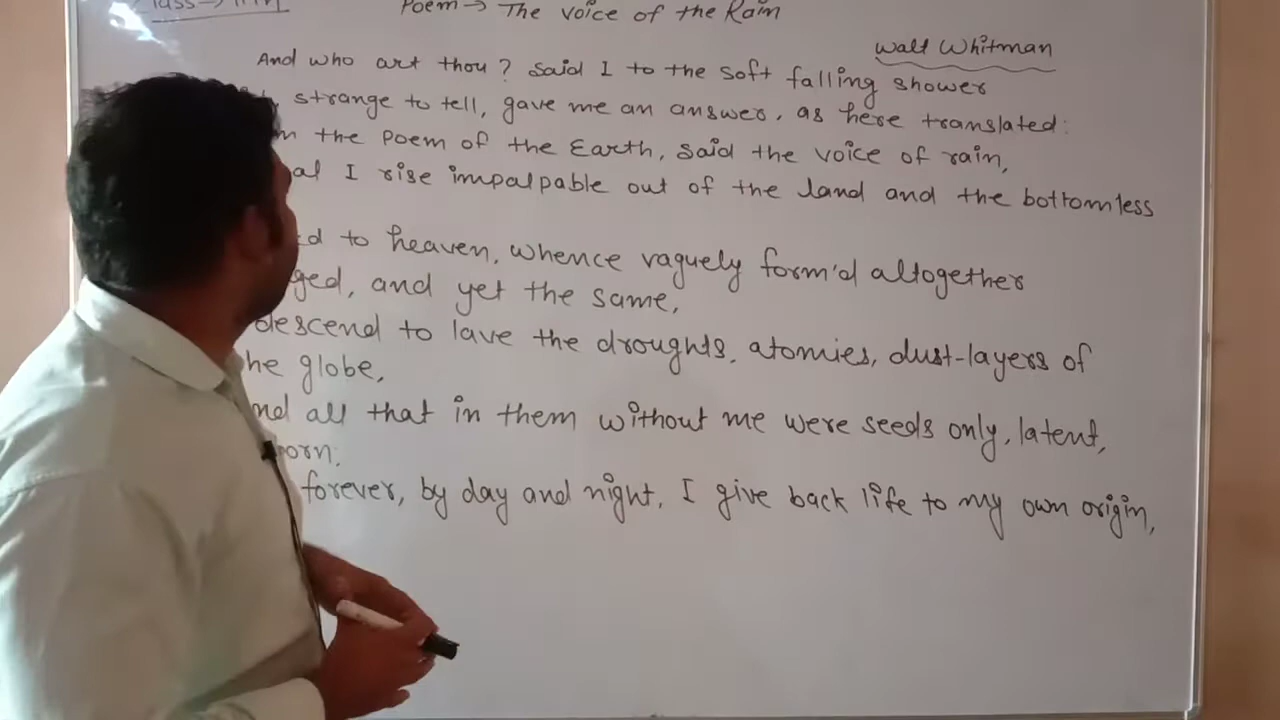 Poem → The voice of the Rain
Walt Whitman
And who art thou? Said I to the soft falling shower
strange to tell, gave me an answer, as here translated:
the Poem of the Earth, said the voice of rain,
I rise impalpable out of the land and the bottomless
to heaven, whence vaguely form'd altogether
and yet the same,
descend to lave the droughts, atomies, dust-layers of
globe,
all that in them without me were seeds only, latent,
forever, by day and night, I give back life to my own origin,